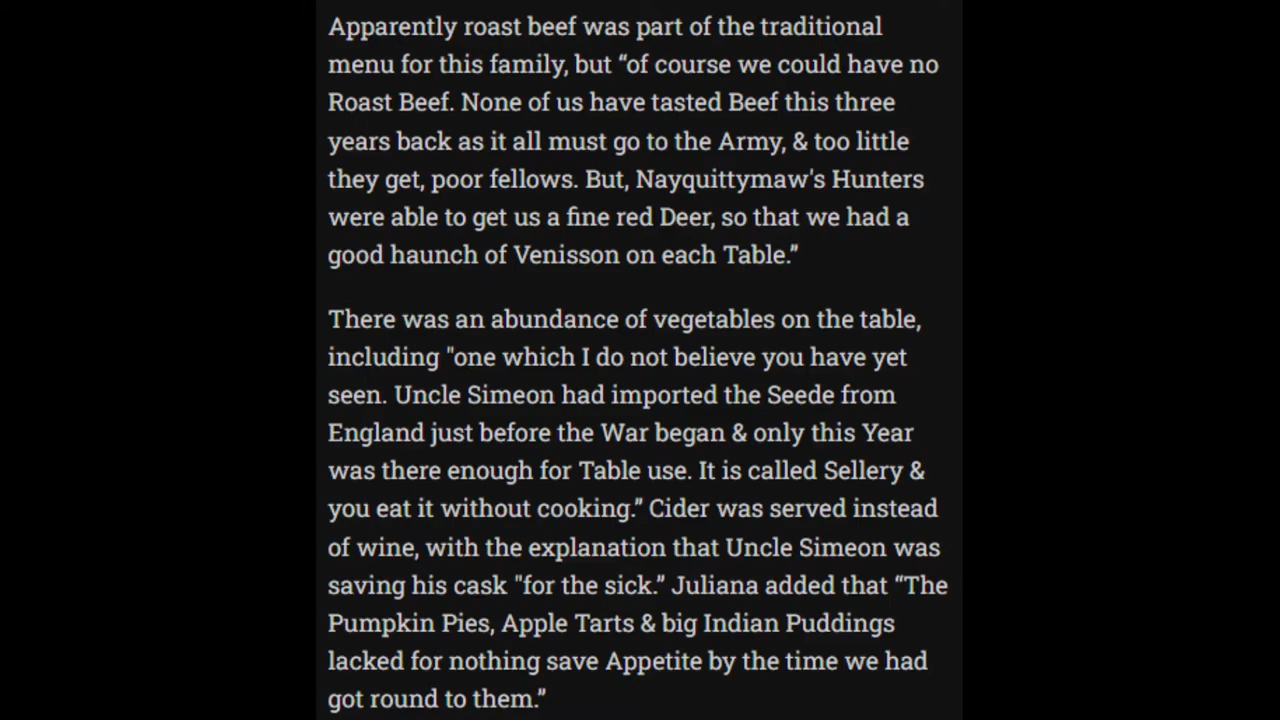 Apparently roast beef was part of the traditional
menu for this family, but “of course we could have no
Roast Beef. None of us have tasted Beef this three
years back as it all must go to the Army, & too little
they get, poor fellows. But, Nayquittymaw's Hunters
were able to get us a fine red Deer, so that we had a
good haunch of Venisson on each Table.”
There was an abundance of vegetables on the table,
including "one which I do not believe you have yet
seen. Uncle Simeon had imported the Seede from
England just before the War began & only this Year
was there enough for Table use. It is called Sellery &
you eat it without cooking.” Cider was served instead
of wine, with the explanation that Uncle Simeon was
saving his cask "for the sick.” Juliana added that “The
Pumpkin Pies, Apple Tarts & big Indian Puddings
lacked for nothing save Appetite by the time we had
got round to them.”